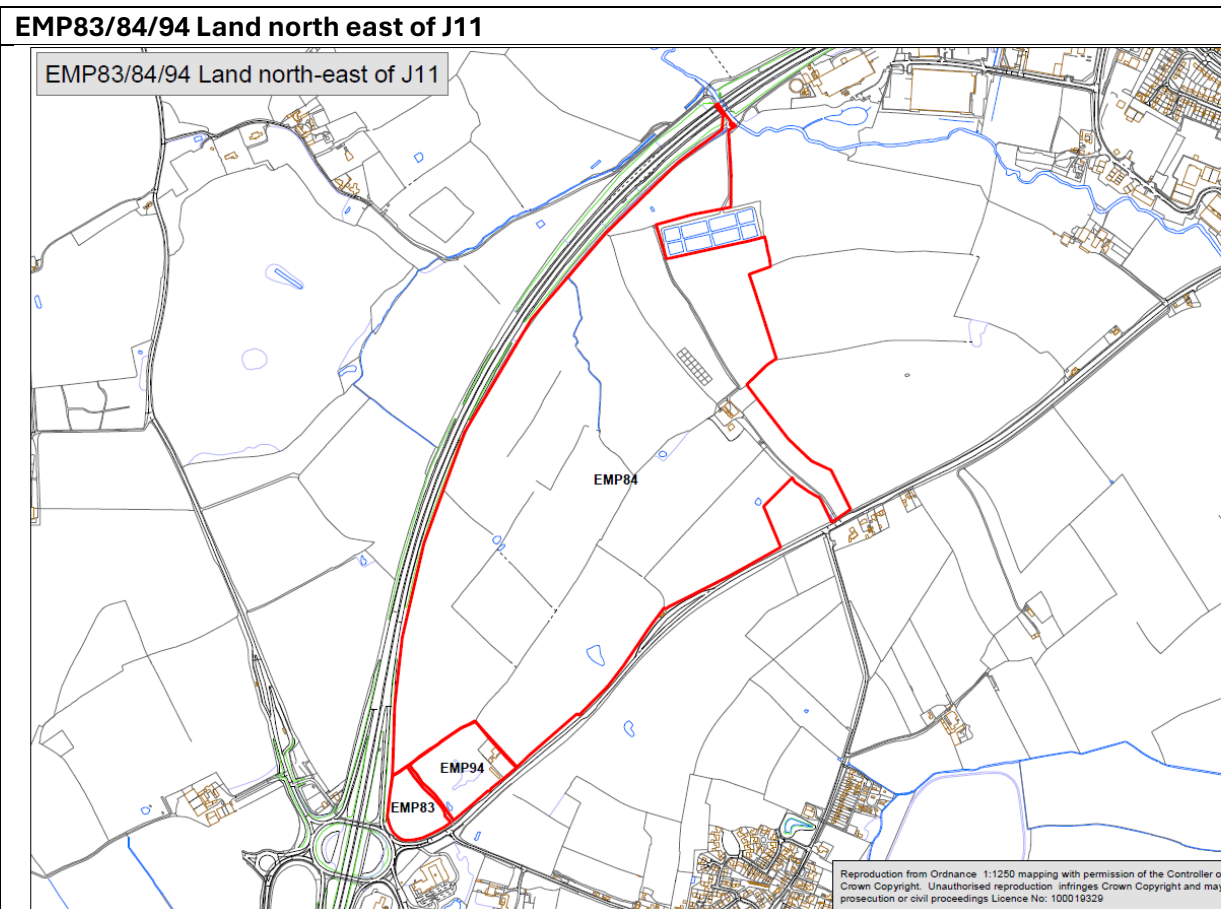 EMP83/84/94 Land north east of J11
EMP83/84/94 Land north-east of J11
EMP84
EMP94
EMP83
Reproduction from Ordnance 1:1250 mapping with permission of the Controller o
Crown Copyright. Unauthorised reproduction infringes Crown Copyright and may
prosecution or civil proceedings Licence No: 100019329